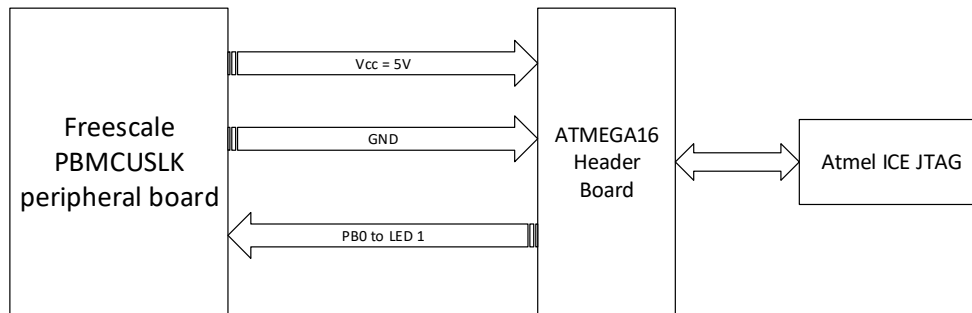 Freescale
PBMCUSLK
peripheral board
Vcc = 5V
GND
PB0 to LED 1
ATMEGA16
Header
Board
Atmel ICE JTAG